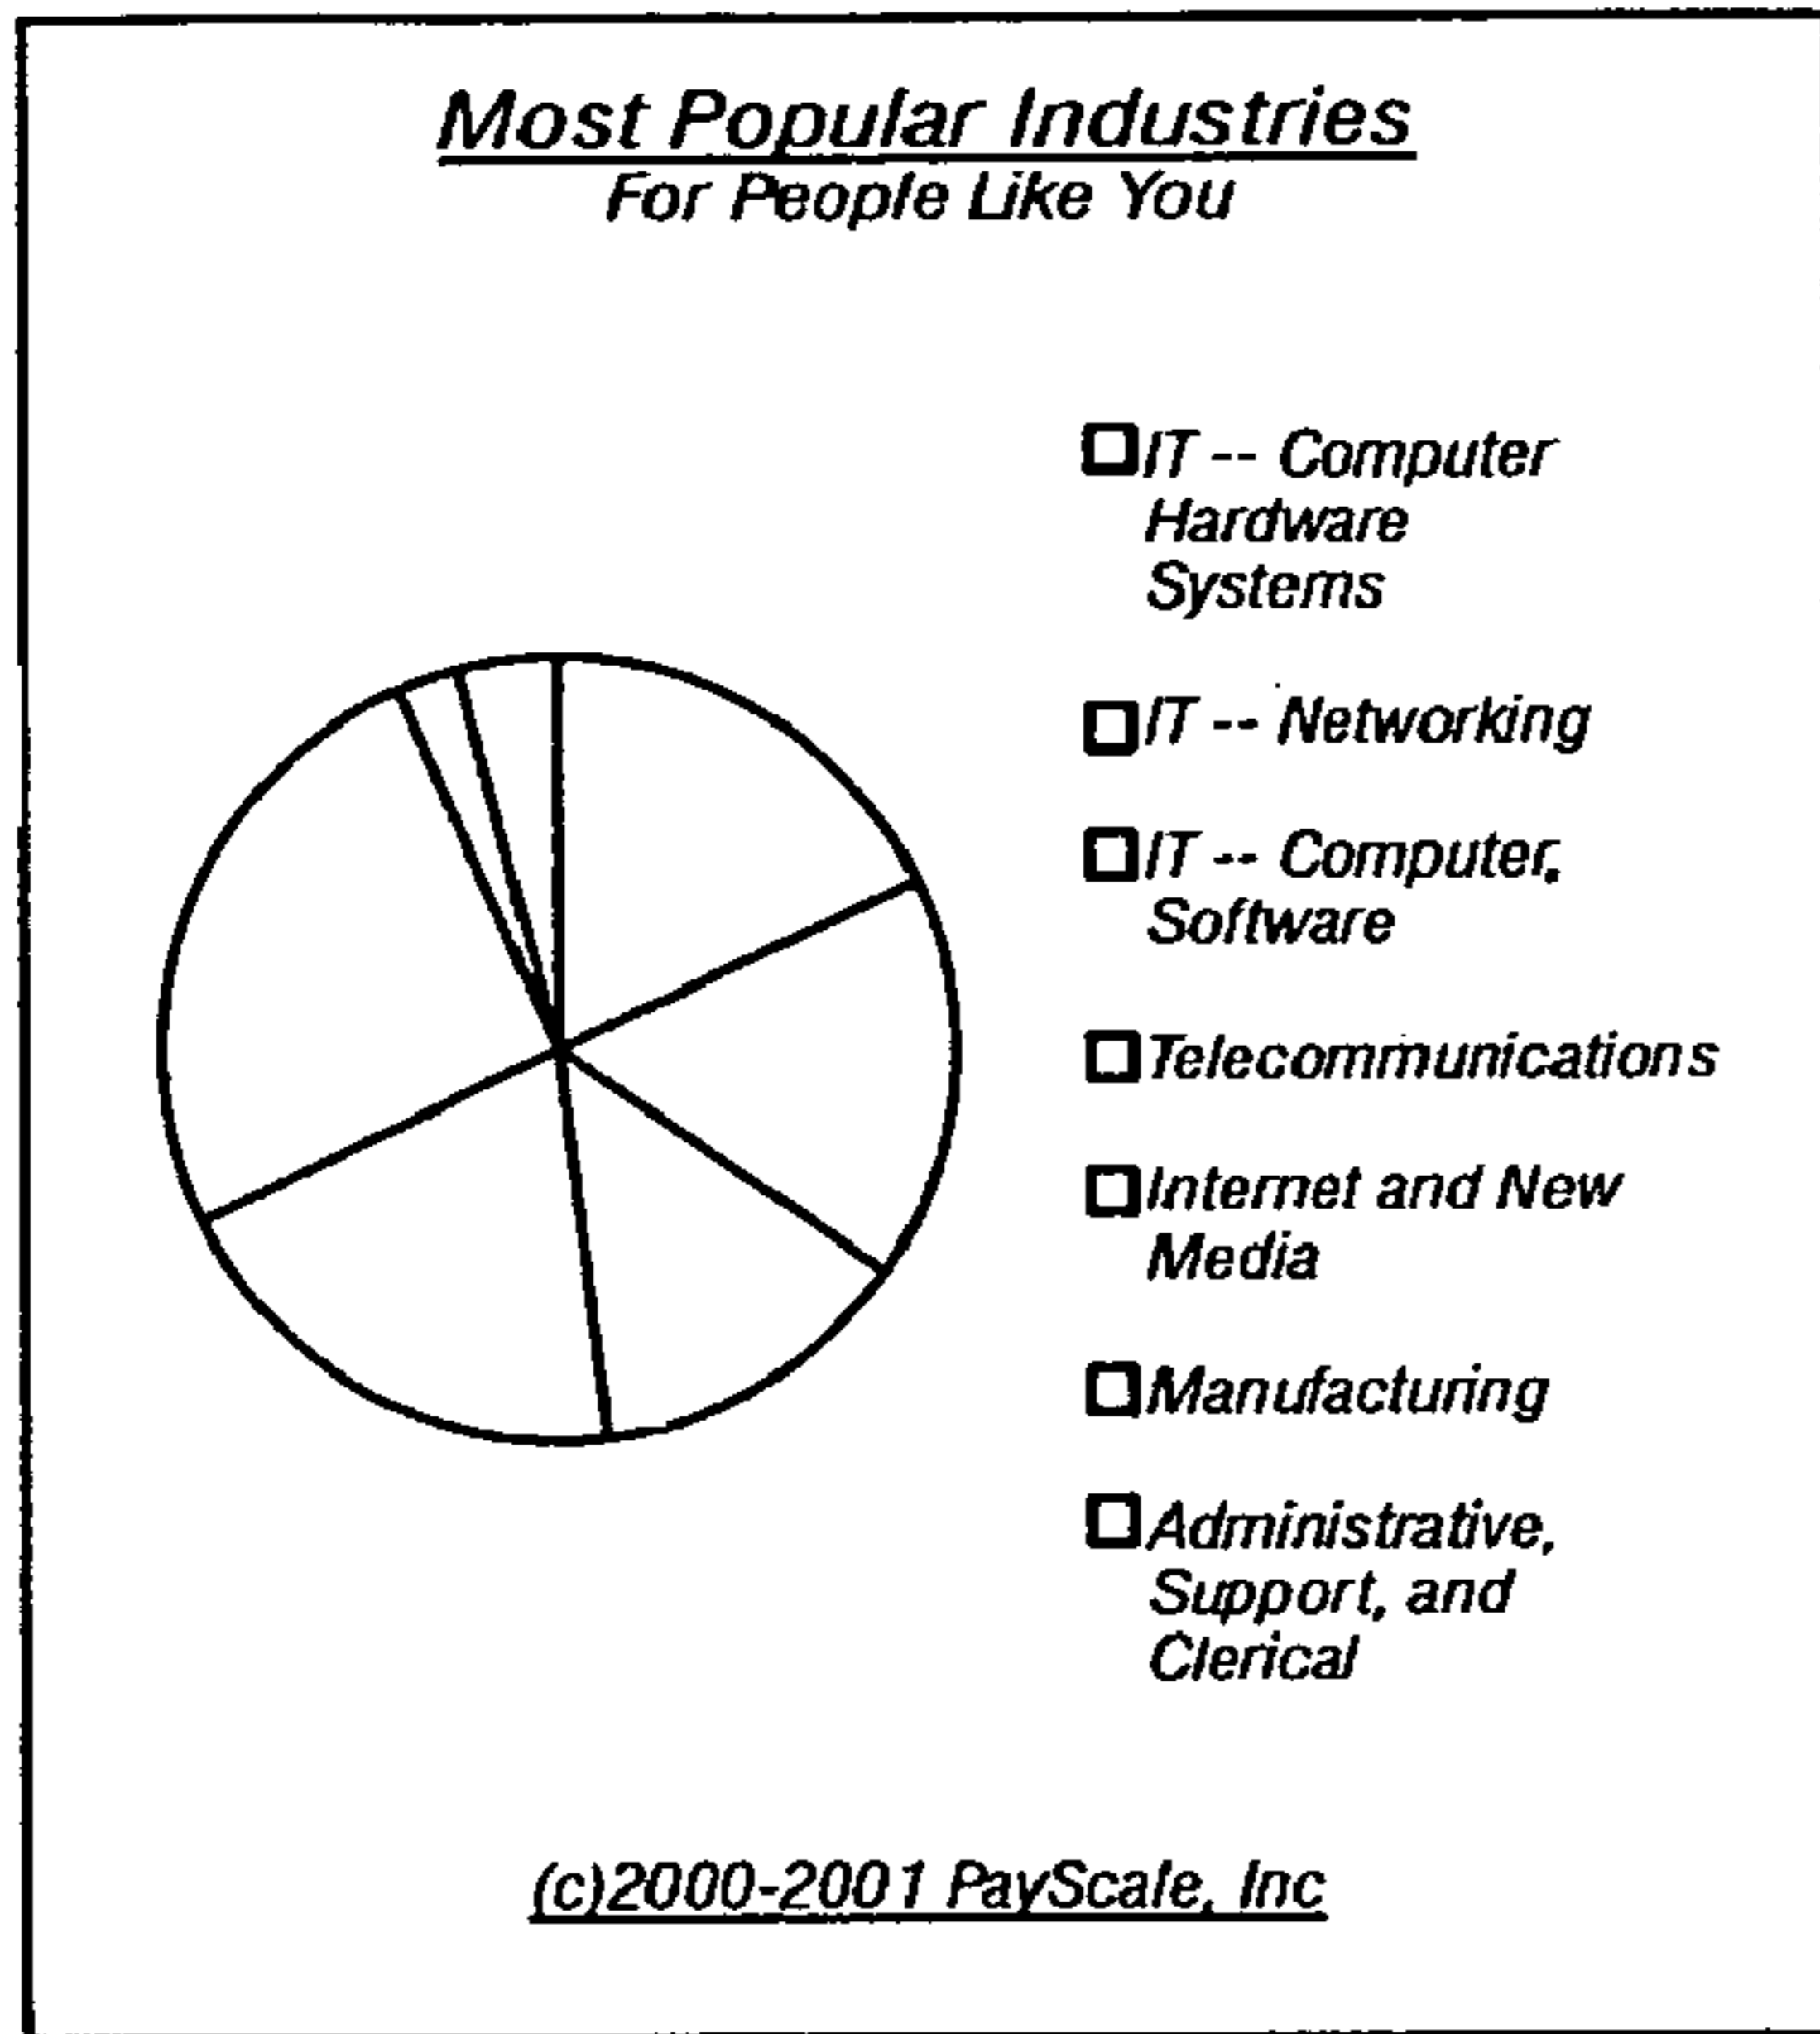 Most Popular Industries
For People Like You
IT -- Computer
Hardware
Systems
IT -- Networking
IT -- Computer,
Software
Telecommunications
Internet and New
Media
Manufacturing
Administrative,
Support, and
Clerical
(c)2000-2001 PayScale, Inc